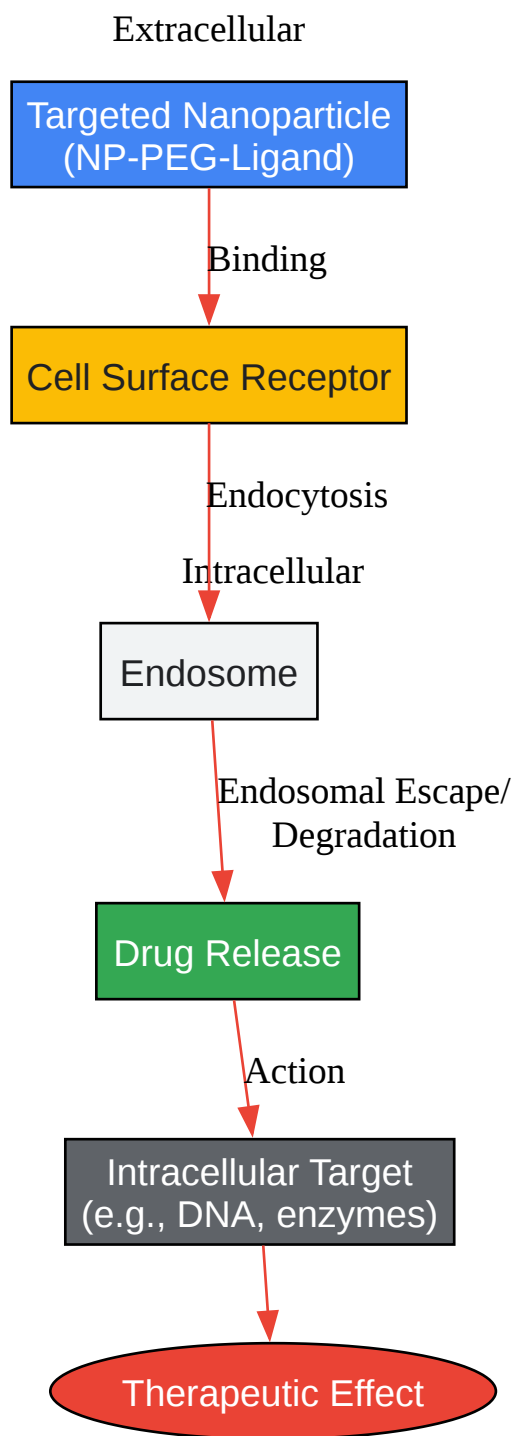 Extracellular
Targeted Nanoparticle
(NP-PEG-Ligand)
Binding
Cell Surface Receptor
Endocytosis
Intracellular
Endosome
Endosomal Escape/
Degradation
Drug Release
Action
Intracellular Target
(e.g., DNA, enzymes)
Therapeutic Effect